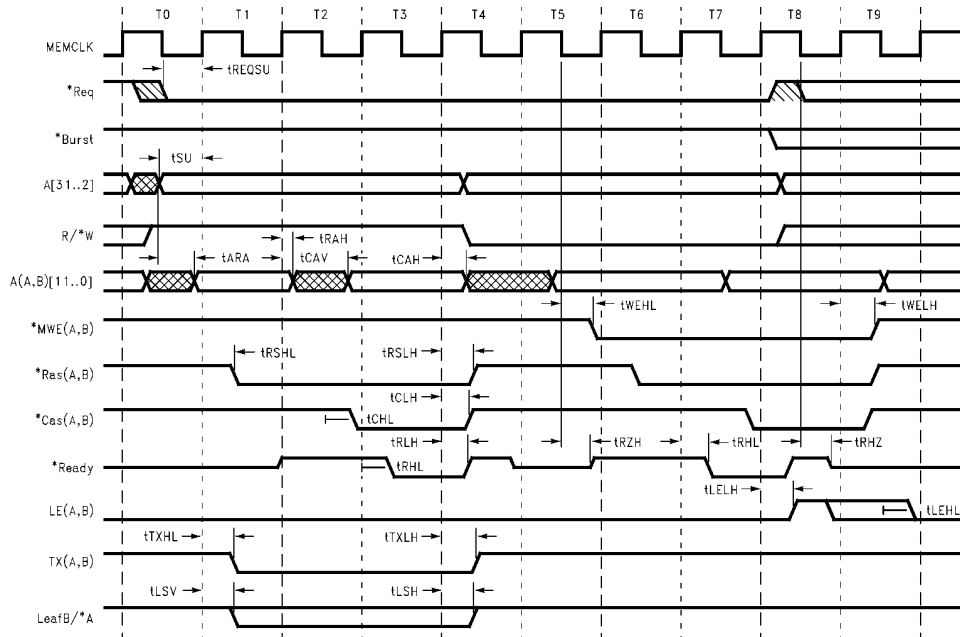 T0 T1 T2 T3 T4 T5 T6 T7 T8 T9
MEMCLK
tREQSU
*Req
*Burst
tSU
A[31..2]
R/*W
tRAH
tARA tCAV tCAH
A(A,B)[11..0]
tWEHL tWELH
*MWE(A,B)
tRSHL tRSLH
*Ras(A,B)
tCLH
*Cas(A,B)
tCHL
tRLH tRZH tRHL tRHZ
*Ready
tRHL
tLELH
LE(A,B)
tLEHL
tTXHL tTXLH
TX(A,B)
tLSV tLSH
LeafB/*A